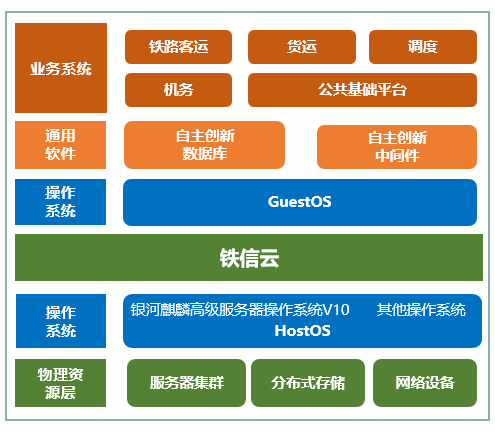 业务系统
铁路客运
货运
调度
机务
公共基础平台
通用
软件
自主创新
数据库
自主创新
中间件
操作
系统
GuestOS
铁信云
操作
系统
银河麒麟高级服务器操作系统V10 其他操作系统
HostOS
物理资
源层
服务器集群
分布式存储
网络设备